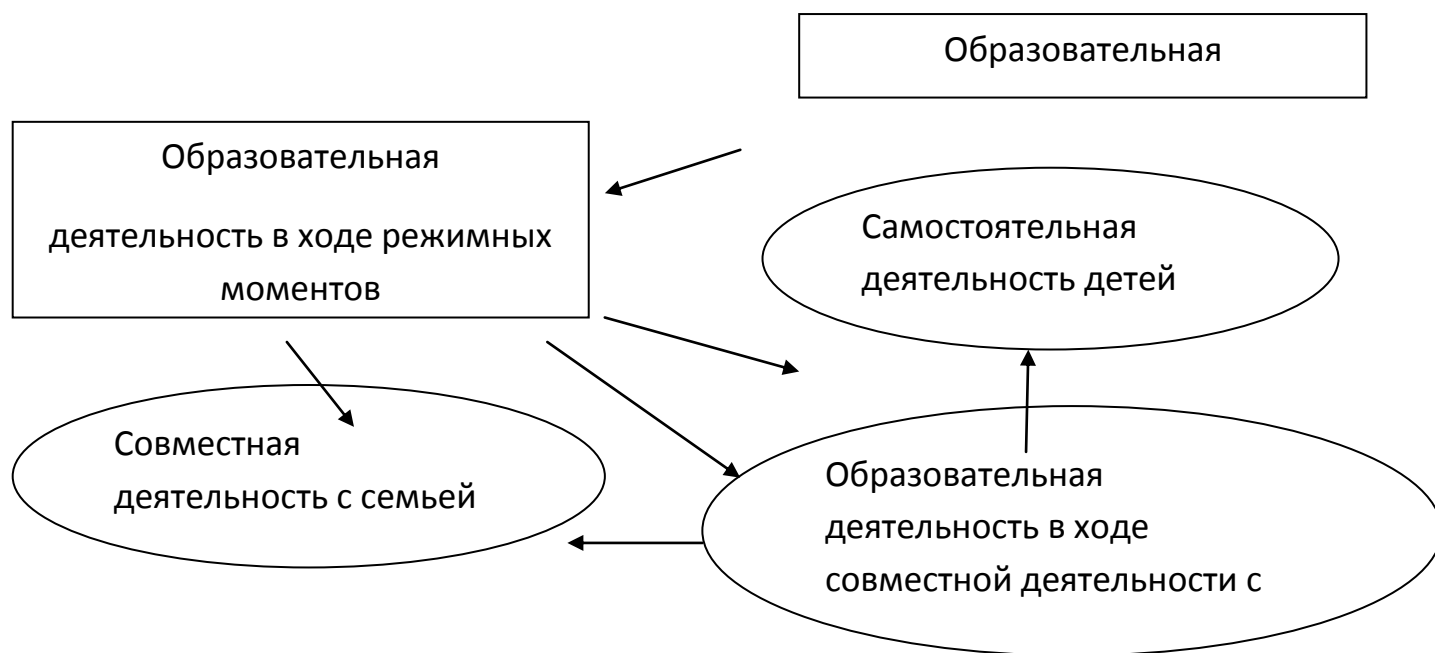 Образовательная
Образовательная
деятельность в ходе режимных
моментов
Самостоятельная
деятельность детей
Совместная
деятельность с семьей
Образовательная
деятельность в ходе
совместной деятельности с